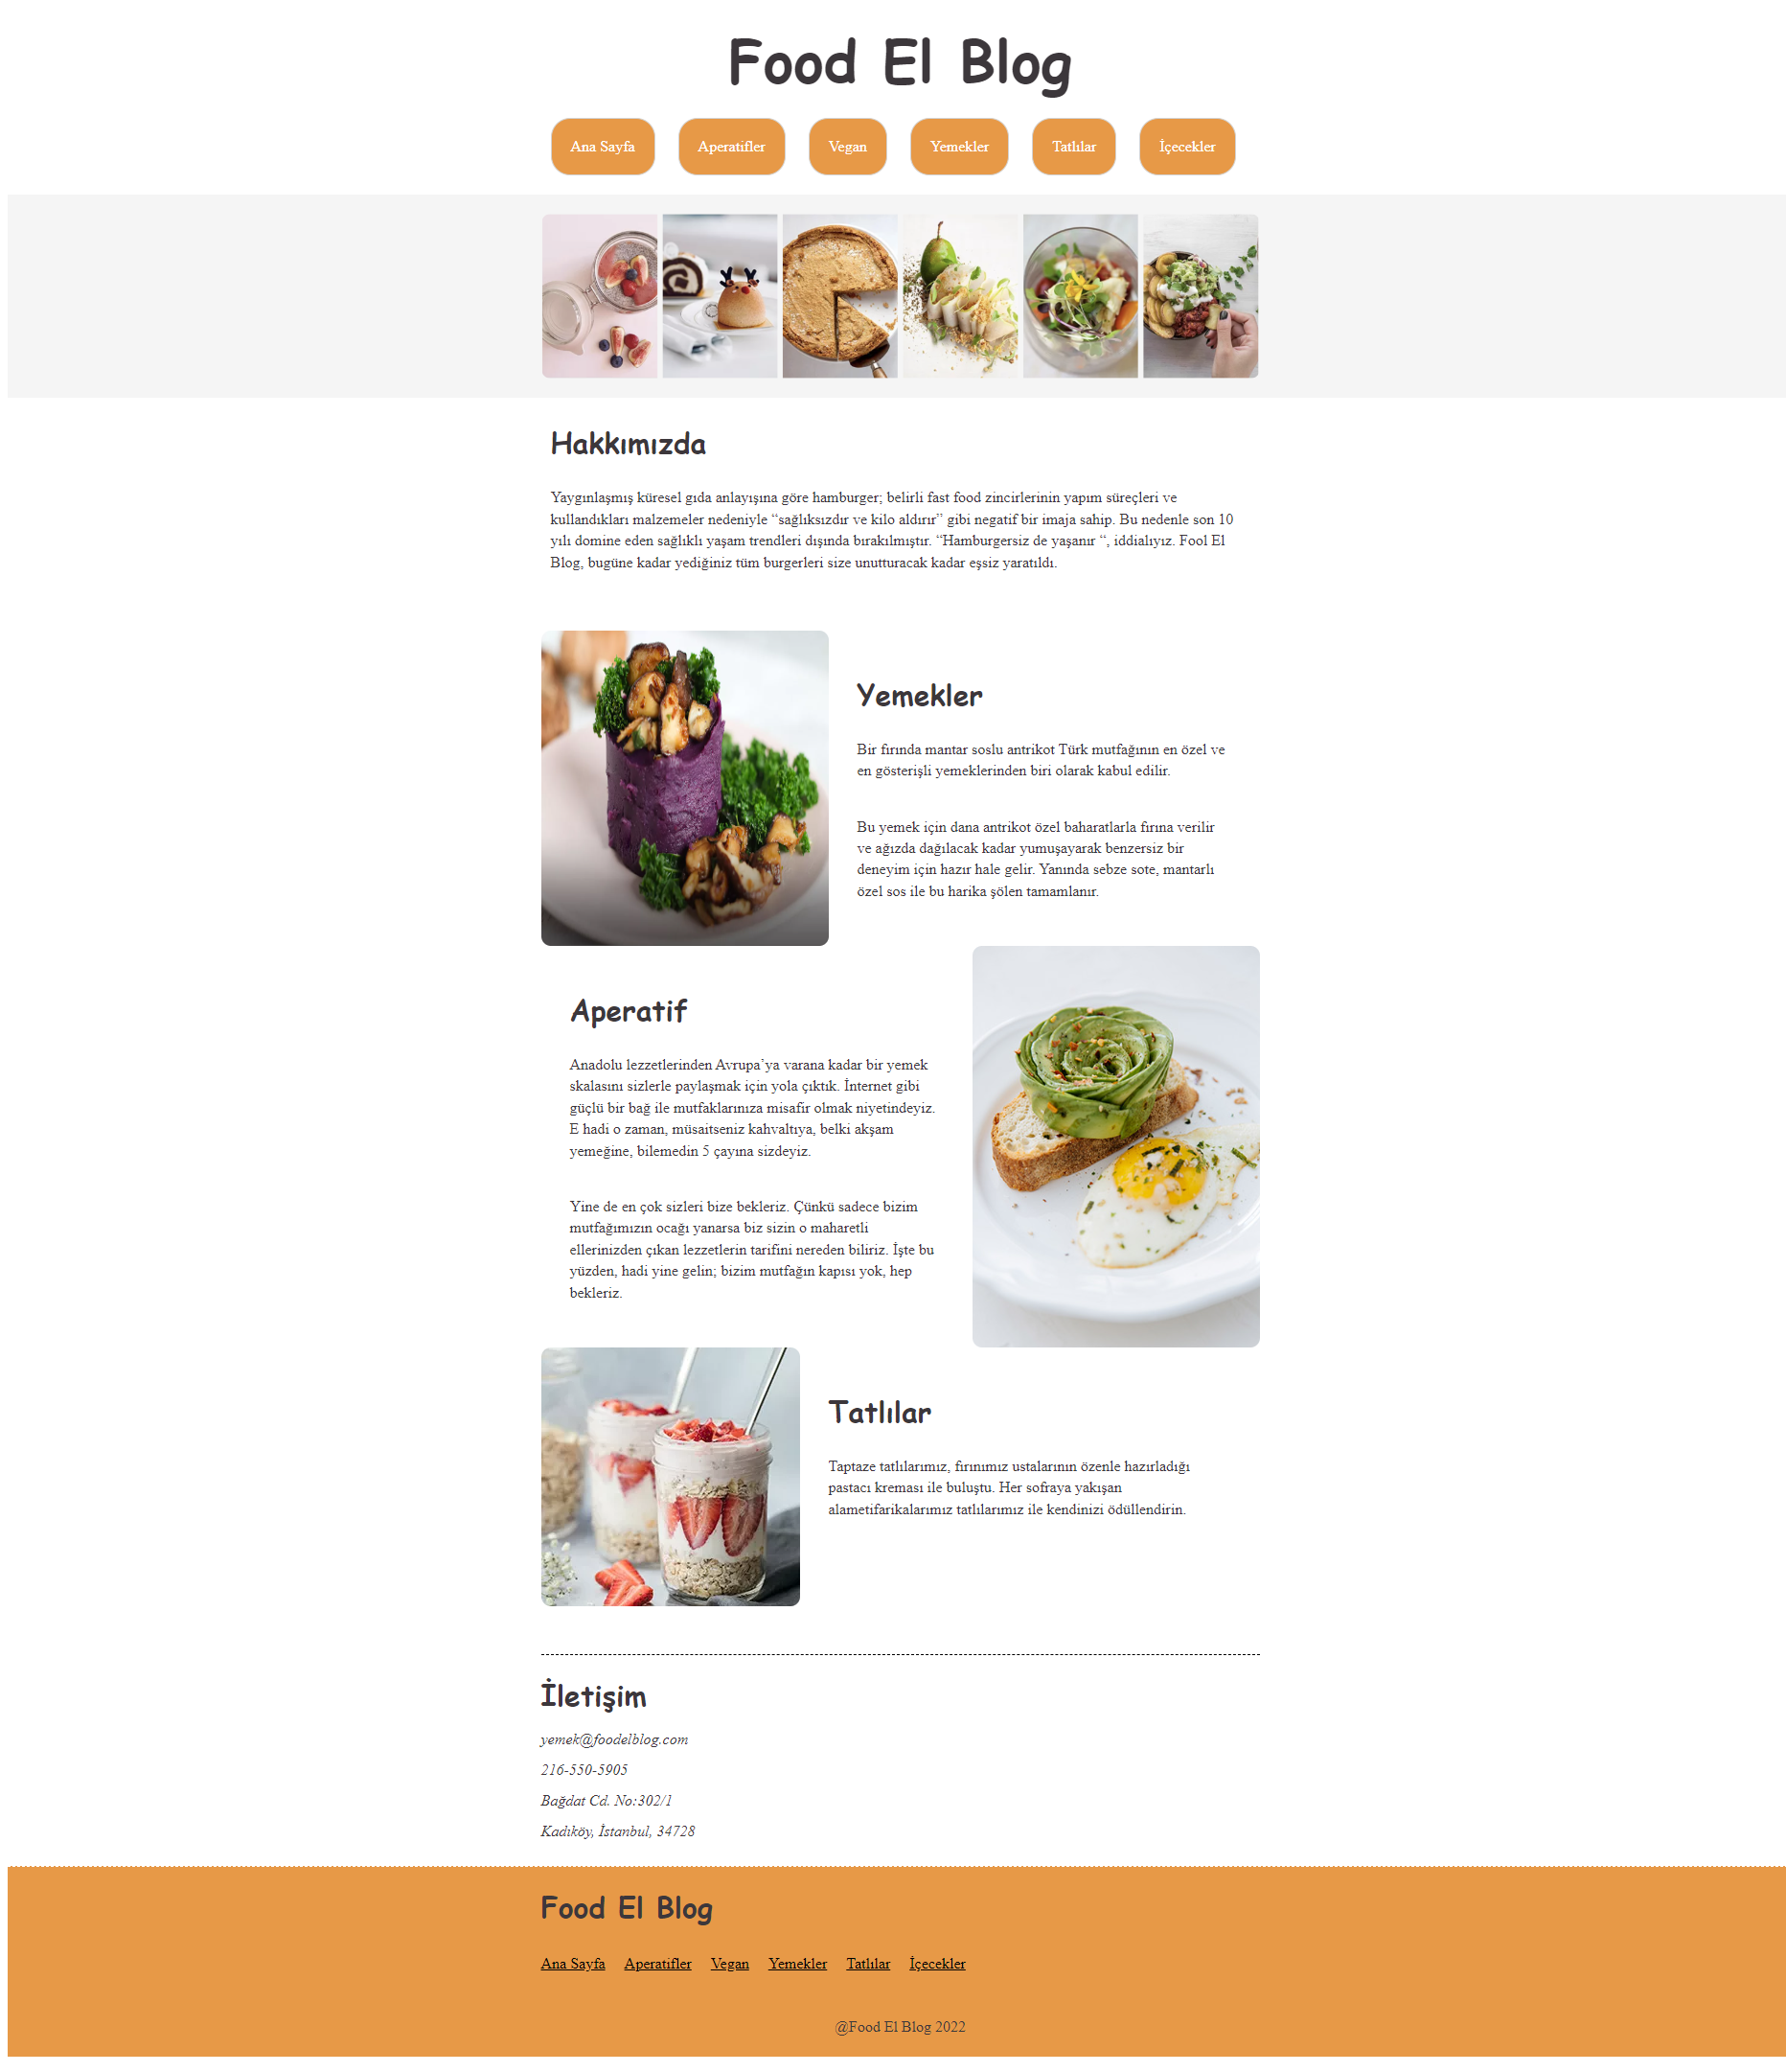 Food El Blog
Ana Sayfa Aperatifler Vegan Yemekler Tatlılar İçecekler
Hakkımızda
Yaygınlaşmış küresel gıda anlayışına göre hamburger; belirli fast food zincirlerinin yapım süreçleri ve
kullandıkları malzemeler nedeniyle “sağlıksızdır ve kilo aldırır” gibi negatif bir imaja sahip. Bu nedenle son 10
yılı domine eden sağlıklı yaşam trendleri dışında bırakılmıştır. “Hamburgersiz de yaşanır “, iddialıyız. Fool El
Blog, bugüne kadar yediğiniz tüm burgerleri size unutturacak kadar eşsiz yaratıldı.
Yemekler
Bir fırında mantar soslu antrikot Türk mutfağının en özel ve
en gösterişli yemeklerinden biri olarak kabul edilir.
Bu yemek için dana antrikot özel baharatlarla fırına verilir
ve ağızda dağılacak kadar yumuşayarak benzersiz bir
deneyim için hazır hale gelir. Yanında sebze sote, mantarlı
özel sos ile bu harika şölen tamamlanır.
Aperatif
Anadolu lezzetlerinden Avrupa’ya varana kadar bir yemek
skalasını sizlerle paylaşmak için yola çıktık. İnternet gibi
güçlü bir bağ ile mutfaklarınıza misafir olmak niyetindeyiz.
E hadi o zaman, müsaitseniz kahvaltıya, belki akşam
yemeğine, bilemedin 5 çayına sizdeyiz.
Yine de en çok sizleri bize bekleriz. Çünkü sadece bizim
mutfağımızın ocağı yanarsa biz sizin o maharetli
ellerinizden çıkan lezzetlerin tarifini nereden biliriz. İşte bu
yüzden, hadi yine gelin; bizim mutfağın kapısı yok, hep
bekleriz.
Tatlılar
Taptaze tatlılarımız, fırınımız ustalarının özenle hazırladığı
pastacı kreması ile buluştu. Her sofraya yakışan
alametifarikalarımız tatlılarımız ile kendinizi ödüllendirin.
İletişim
yemek@foodelblog.com
216-550-5905
Bağdat Cd. No:302/1
Kadıköy, İstanbul, 34728
Food El Blog
Ana Sayfa Aperatifler Vegan Yemekler Tatlılar İçecekler
@Food El Blog 2022